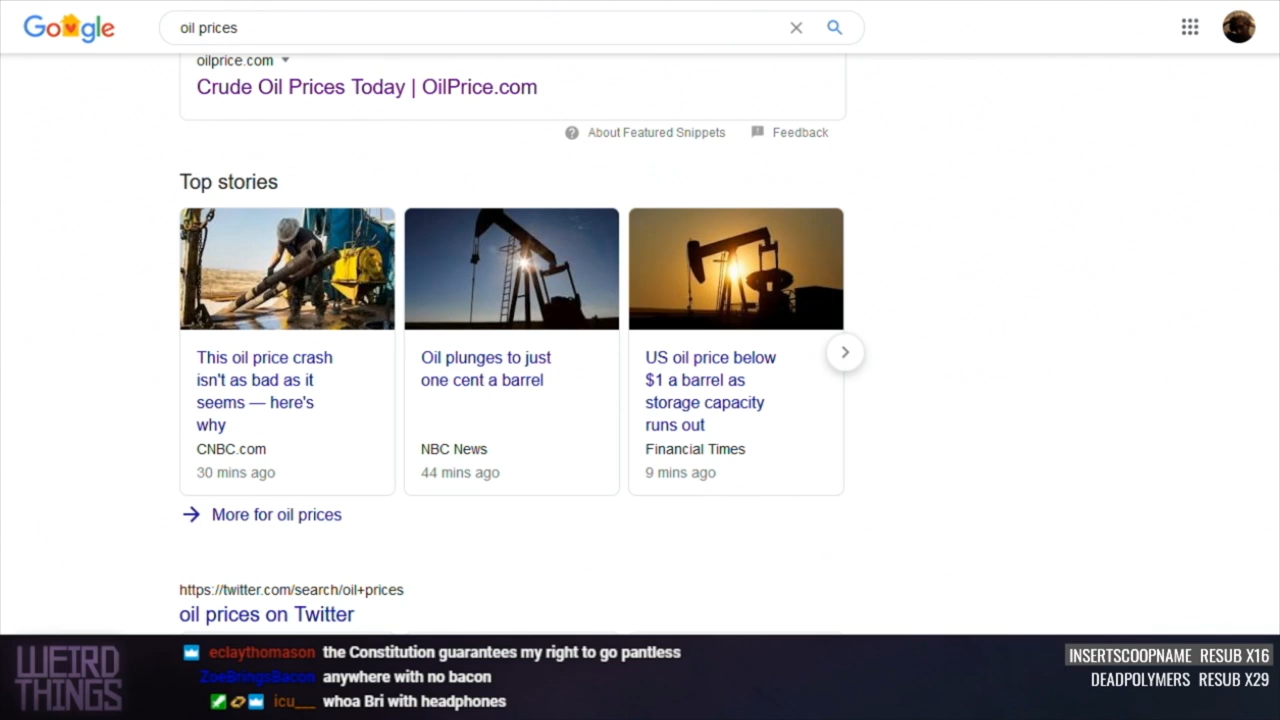 Google
oil prices
oilprice.com
Crude Oil Prices Today | OilPrice.com
About Featured Snippets
Feedback
Top stories
This oil price crash
isn't as bad as it
seems — here's
why
CNBC.com
30 mins ago
Oil plunges to just
one cent a barrel
NBC News
44 mins ago
US oil price below
$1 a barrel as
storage capacity
runs out
Financial Times
9 mins ago
More for oil prices
https://twitter.com/search/oil+prices
oil prices on Twitter
WEIRD
THINGS
eclaythomason the Constitution guarantees my right to go pantless
ZoeBringsBacon anywhere with no bacon
icu___ whoa Bri with headphones
INSERTSCOOPNAME RESUB X16
DEADPOLYMERS RESUB X29